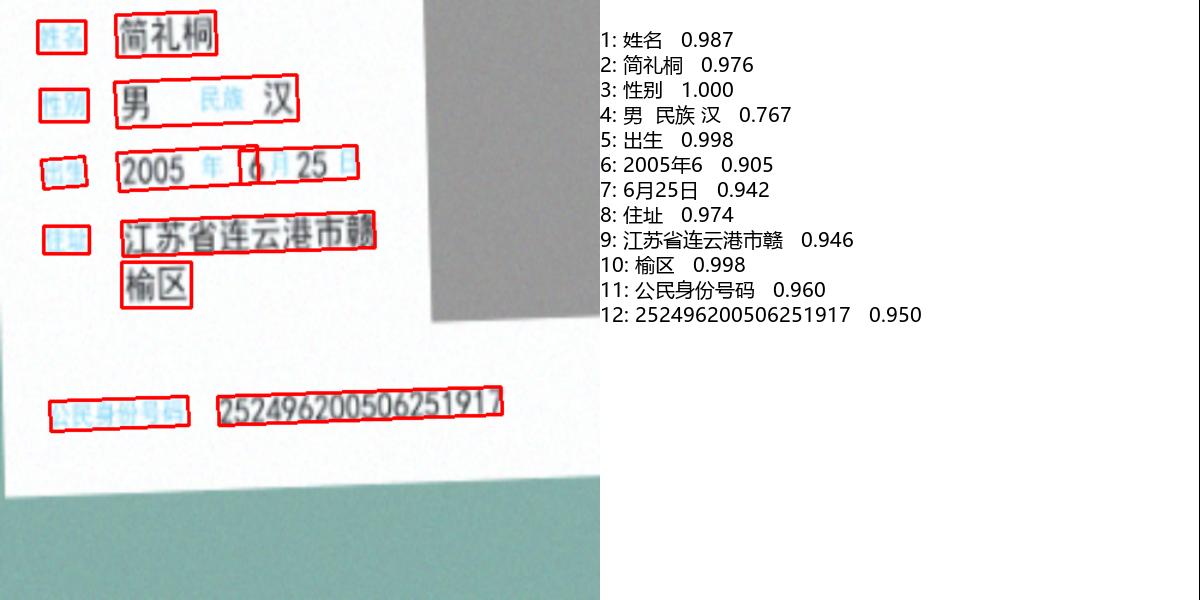 姓名 简礼桐
性别 男 民族 汉
出生 2005 年 6 月 25 日
住址 江苏省连云港市赣
榆区
公民身份号码 252496200506251917
1: 姓名 0.987
2: 简礼桐 0.976
3: 性别 1.000
4: 男 民族 汉 0.767
5: 出生 0.998
6: 2005年6 0.905
7: 6月25日 0.942
8: 住址 0.974
9: 江苏省连云港市赣 0.946
10: 榆区 0.998
11: 公民身份号码 0.960
12: 252496200506251917 0.950